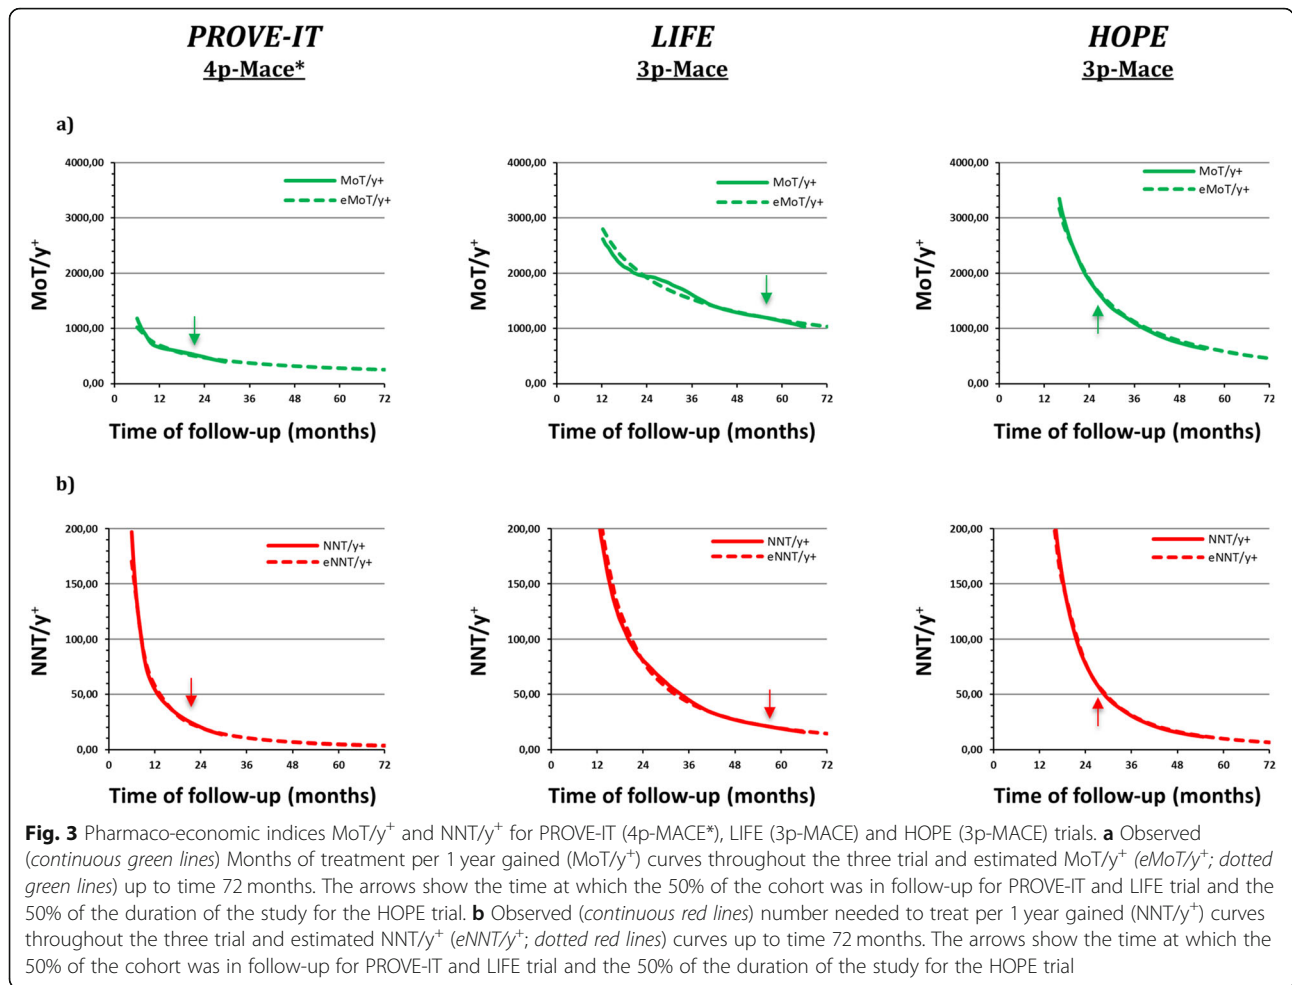 PROVE-IT
4p-Mace*
LIFE
3p-Mace
HOPE
3p-Mace
a)
MoT/y+
4000,00
3000,00
2000,00
1000,00
0,00
MoT/y+
eMoT/y+
0 12 24 36 48 60 72
Time of follow-up (months)
MoT/y+
4000,00
3000,00
2000,00
1000,00
0,00
MoT/y+
eMoT/y+
0 12 24 36 48 60 72
Time of follow-up (months)
MoT/y+
4000,00
3000,00
2000,00
1000,00
0,00
MoT/y+
eMoT/y+
0 12 24 36 48 60 72
Time of follow-up (months)
b)
NNT/y+
200,00
150,00
100,00
50,00
0,00
NNT/y+
eNNT/y+
0 12 24 36 48 60 72
Time of follow-up (months)
NNT/y+
200,00
150,00
100,00
50,00
0,00
NNT/y+
eNNT/y+
0 12 24 36 48 60 72
Time of follow-up (months)
NNT/y+
200,00
150,00
100,00
50,00
0,00
NNT/y+
eNNT/y+
0 12 24 36 48 60 72
Time of follow-up (months)
Fig. 3 Pharmaco-economic indices MoT/y+ and NNT/y+ for PROVE-IT (4p-MACE*), LIFE (3p-MACE) and HOPE (3p-MACE) trials. a Observed
(continuous green lines) Months of treatment per 1 year gained (MoT/y+) curves throughout the three trial and estimated MoT/y+ (eMoT/y+; dotted
green lines) up to time 72 months. The arrows show the time at which the 50% of the cohort was in follow-up for PROVE-IT and LIFE trial and the
50% of the duration of the study for the HOPE trial. b Observed (continuous red lines) number needed to treat per 1 year gained (NNT/y+) curves
throughout the three trial and estimated NNT/y+ (eNNT/y+; dotted red lines) curves up to time 72 months. The arrows show the time at which the
50% of the cohort was in follow-up for PROVE-IT and LIFE trial and the 50% of the duration of the study for the HOPE trial